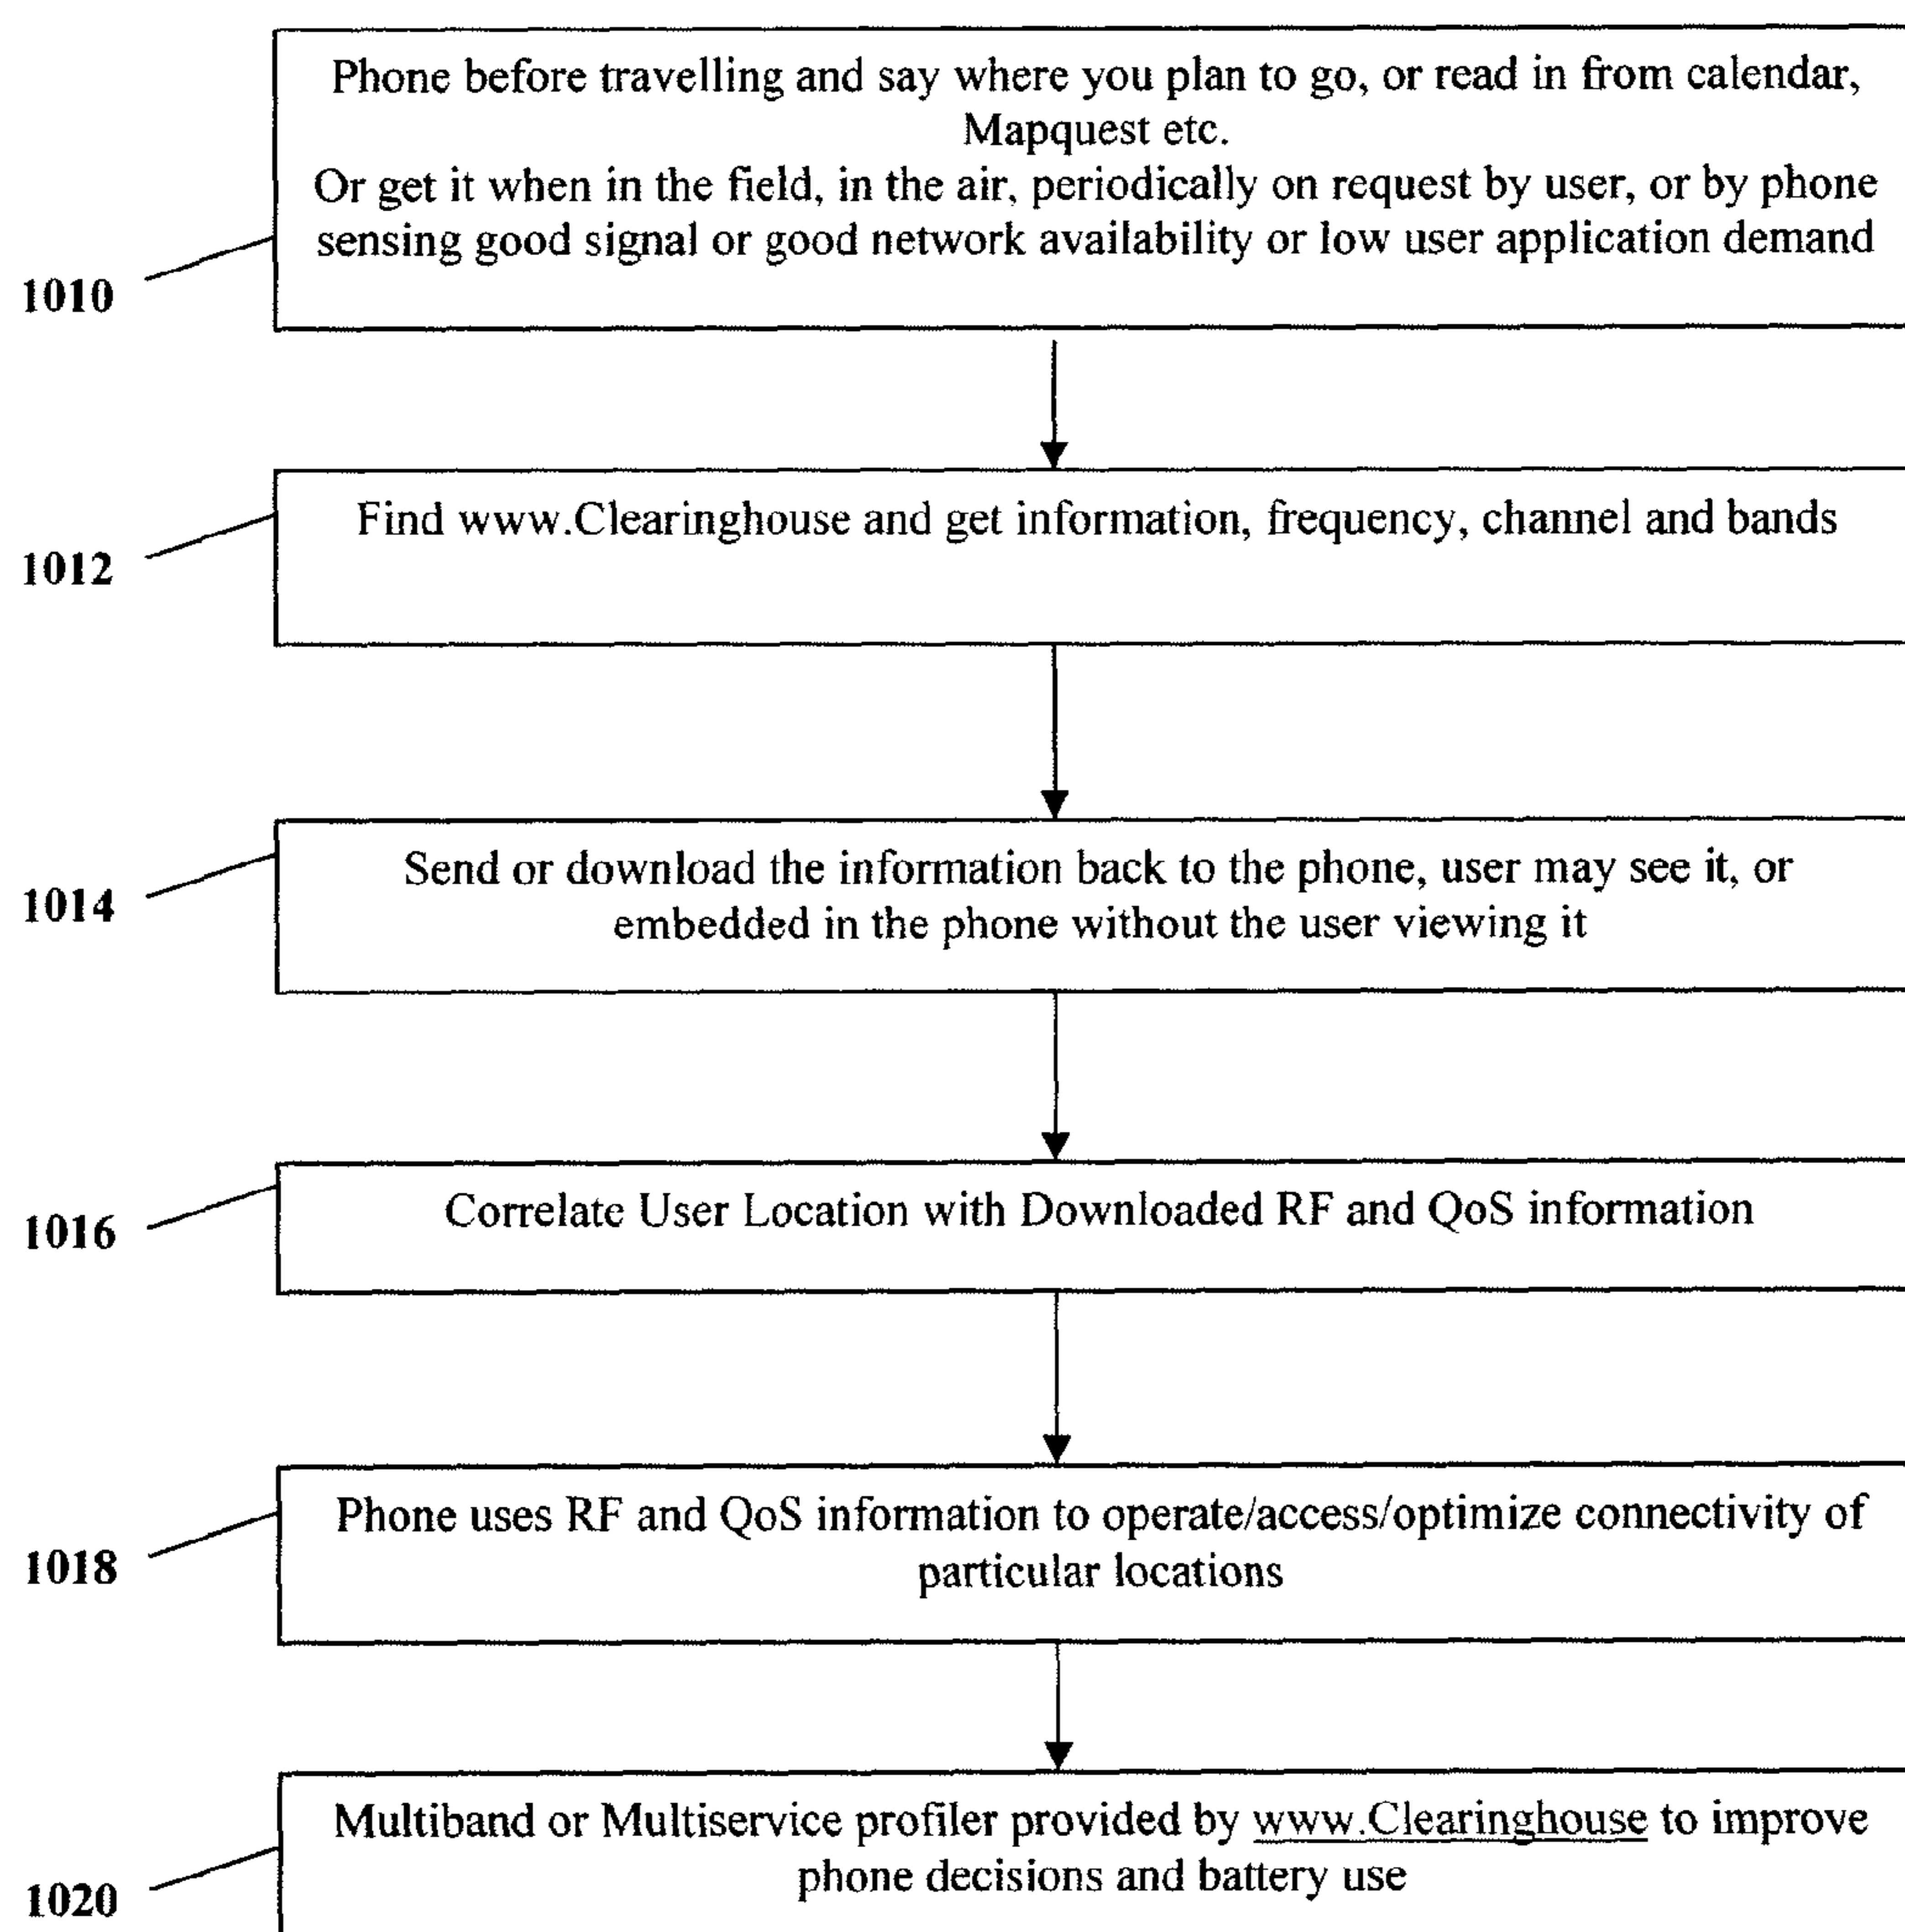 Phone before travelling and say where you plan to go, or read in from calendar,
Mapquest etc.
Or get it when in the field, in the air, periodically on request by user, or by phone
sensing good signal or good network availability or low user application demand
1010
Find www.Clearinghouse and get information, frequency, channel and bands
1012
Send or download the information back to the phone, user may see it, or
embedded in the phone without the user viewing it
1014
Correlate User Location with Downloaded RF and QoS information
1016
Phone uses RF and QoS information to operate/access/optimize connectivity of
particular locations
1018
Multiband or Multiservice profiler provided by www.Clearinghouse to improve
phone decisions and battery use
1020